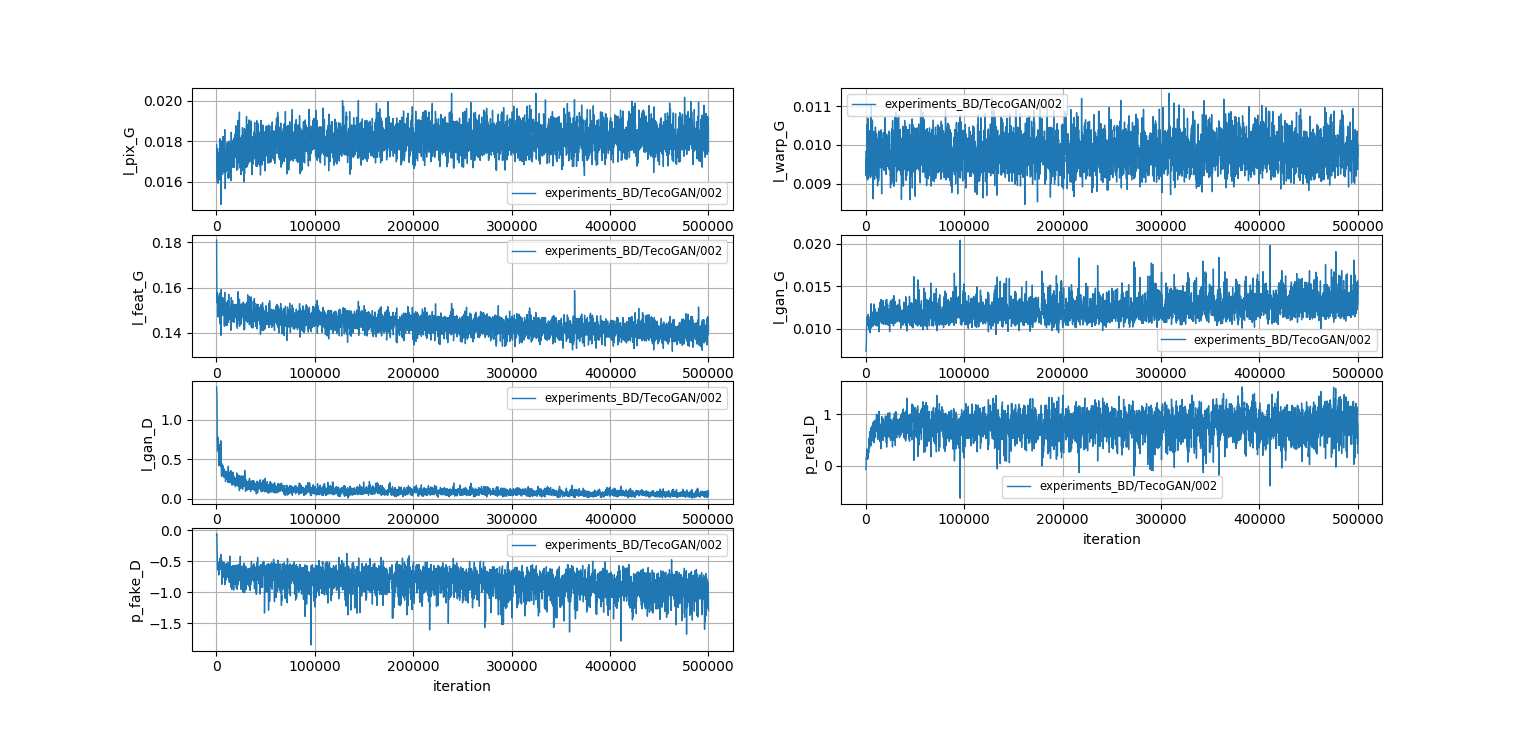 l_pix_G
0.020
0.018
0.016
experiments_BD/TecoGAN/002
0 100000 200000 300000 400000 500000
l_warp_G
0.011
0.010
0.009
experiments_BD/TecoGAN/002
0 100000 200000 300000 400000 500000
l_feat_G
0.18
0.16
0.14
experiments_BD/TecoGAN/002
0 100000 200000 300000 400000 500000
l_gan_G
0.020
0.015
0.010
experiments_BD/TecoGAN/002
0 100000 200000 300000 400000 500000
l_gan_D
1.0
0.5
0.0
experiments_BD/TecoGAN/002
0 100000 200000 300000 400000 500000
p_real_D
1
0
experiments_BD/TecoGAN/002
0 100000 200000 300000 400000 500000
iteration
p_fake_D
0.0
−0.5
−1.0
−1.5
experiments_BD/TecoGAN/002
0 100000 200000 300000 400000 500000
iteration